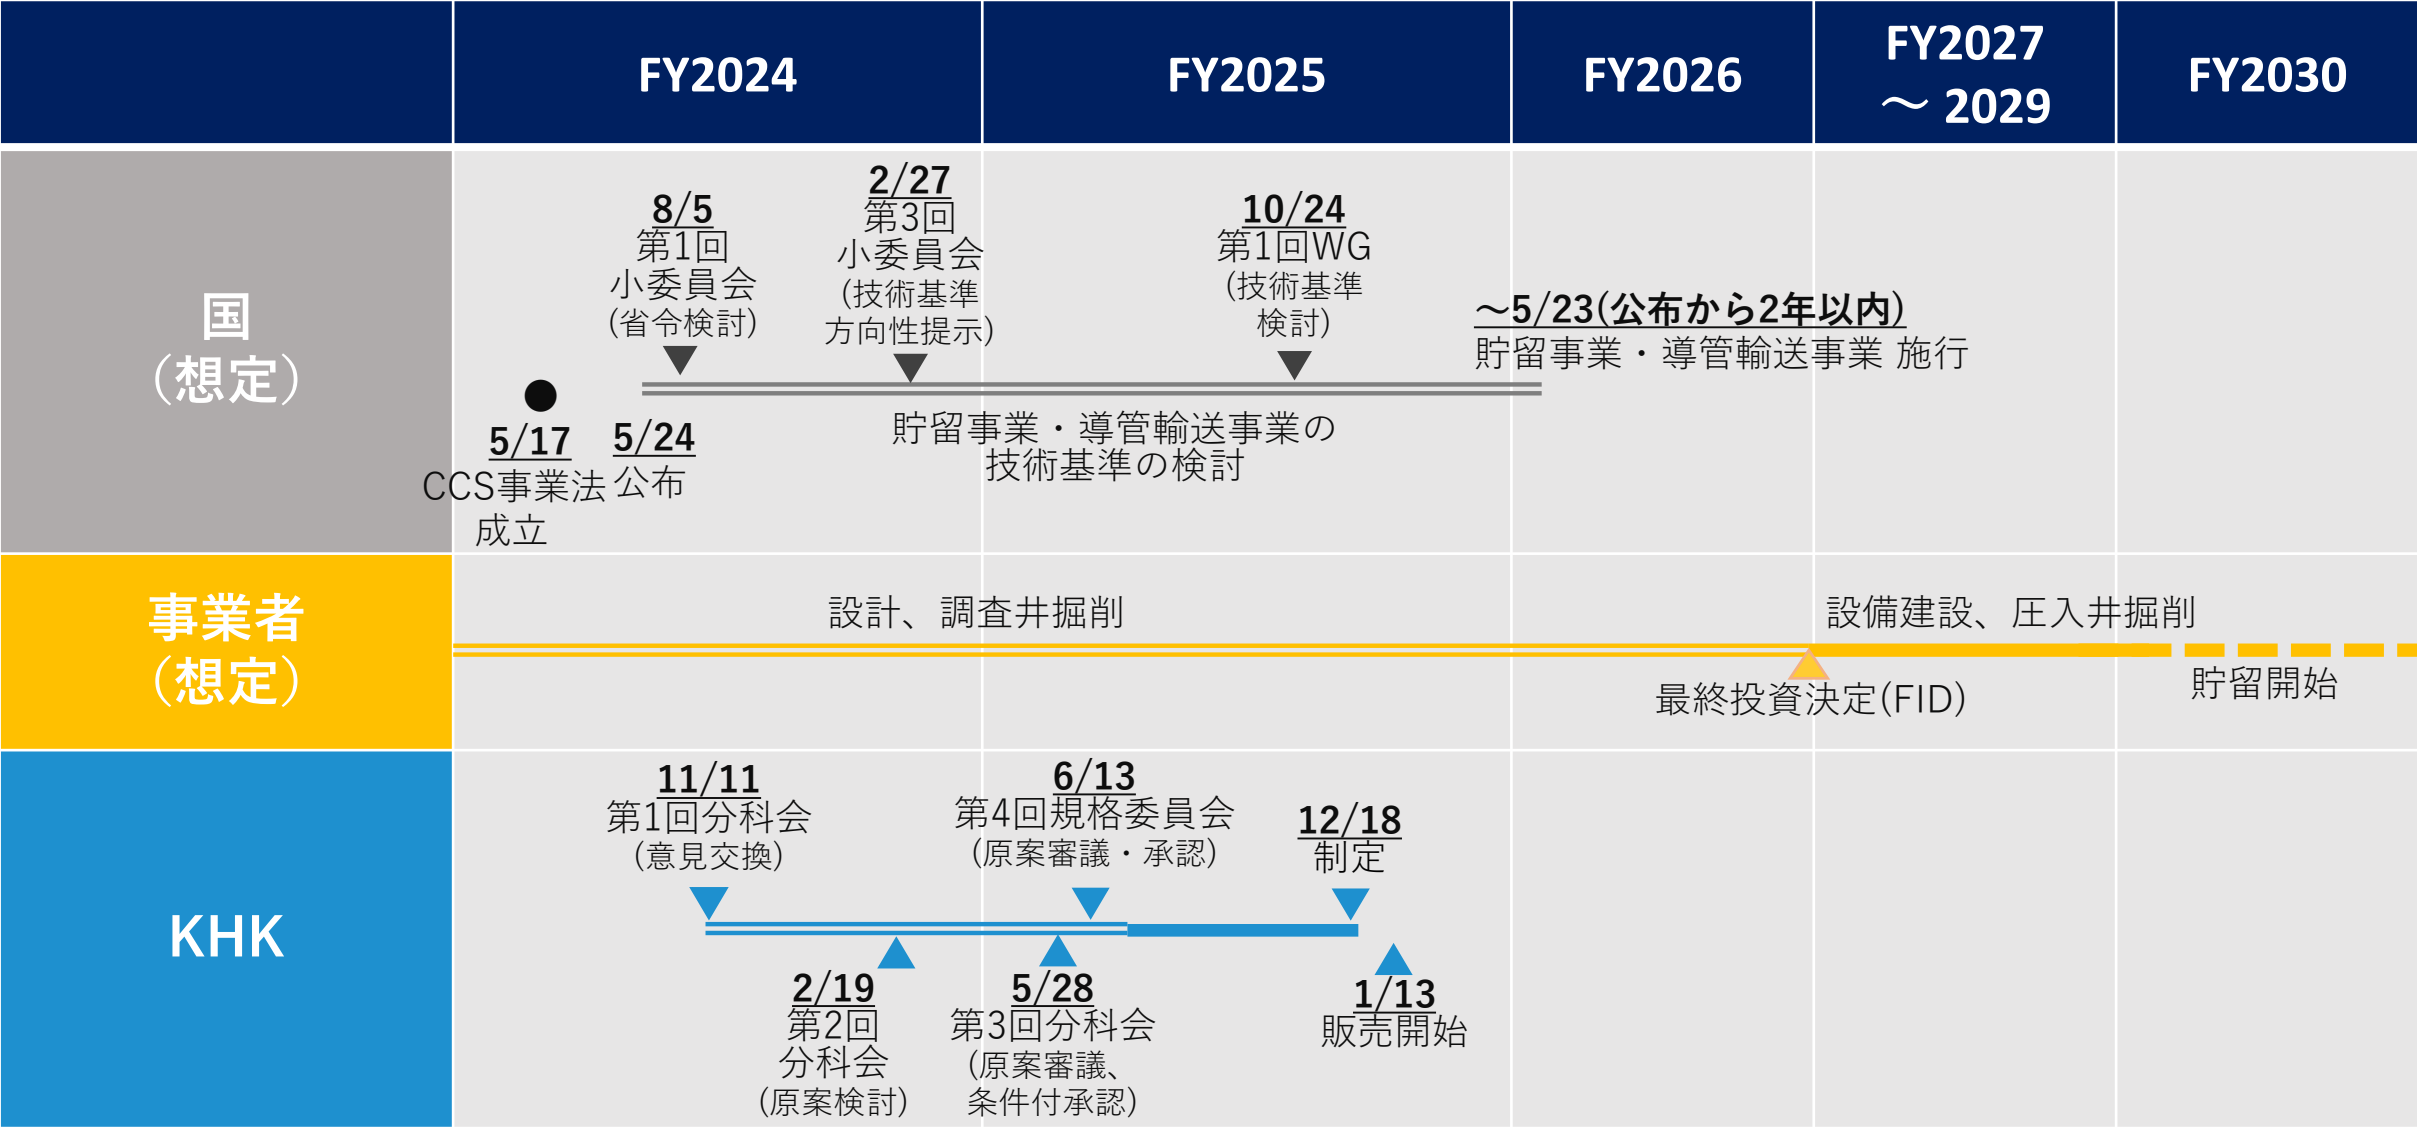 FY2024
FY2025
FY2026
FY2027
～ 2029
FY2030
国
（想定）
8/5
第1回
小委員会
(省令検討)
2/27
第3回
小委員会
(技術基準
方向性提示)
10/24
第1回WG
(技術基準
検討)
～5/23(公布から2年以内)
貯留事業・導管輸送事業 施行
5/17
CCS事業法
成立
5/24
公布
貯留事業・導管輸送事業の
技術基準の検討
事業者
（想定）
設計、調査井掘削
設備建設、圧入井掘削
最終投資決定(FID)
貯留開始
KHK
11/11
第1回分科会
(意見交換)
6/13
第4回規格委員会
(原案審議・承認)
12/18
制定
2/19
第2回
分科会
(原案検討)
5/28
第3回分科会
(原案審議、
条件付承認)
1/13
販売開始